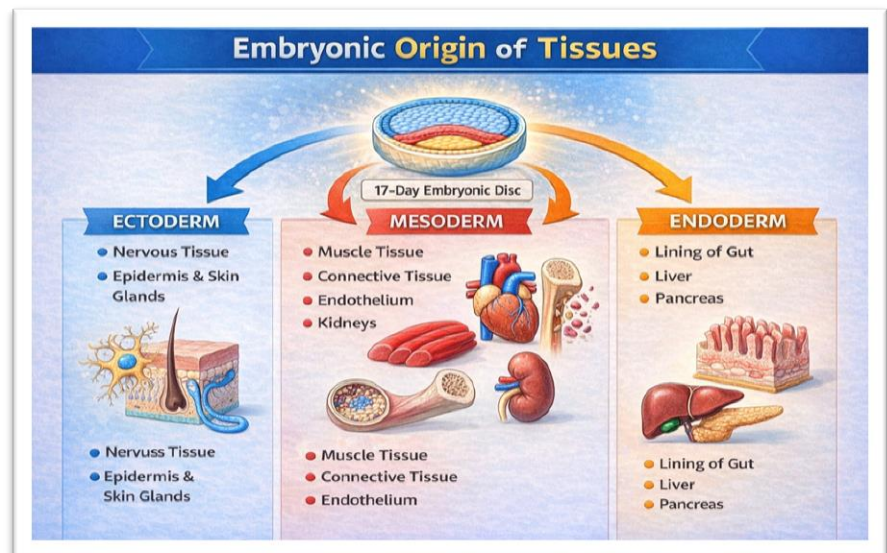 Embryonic Origin of Tissues
17-Day Embryonic Disc
ECTODERM
Nervous Tissue
Epidermis & Skin
Glands
Nervuss Tissue
Epidermis &
Skin Glands
MESODERM
Muscle Tissue
Connective Tissue
Endothelium
Kidneys
Muscle Tissue
Connective Tissue
Endothelium
ENDODERM
Lining of Gut
Liver
Pancreas
Lining of Gut
Liver
Pancreas